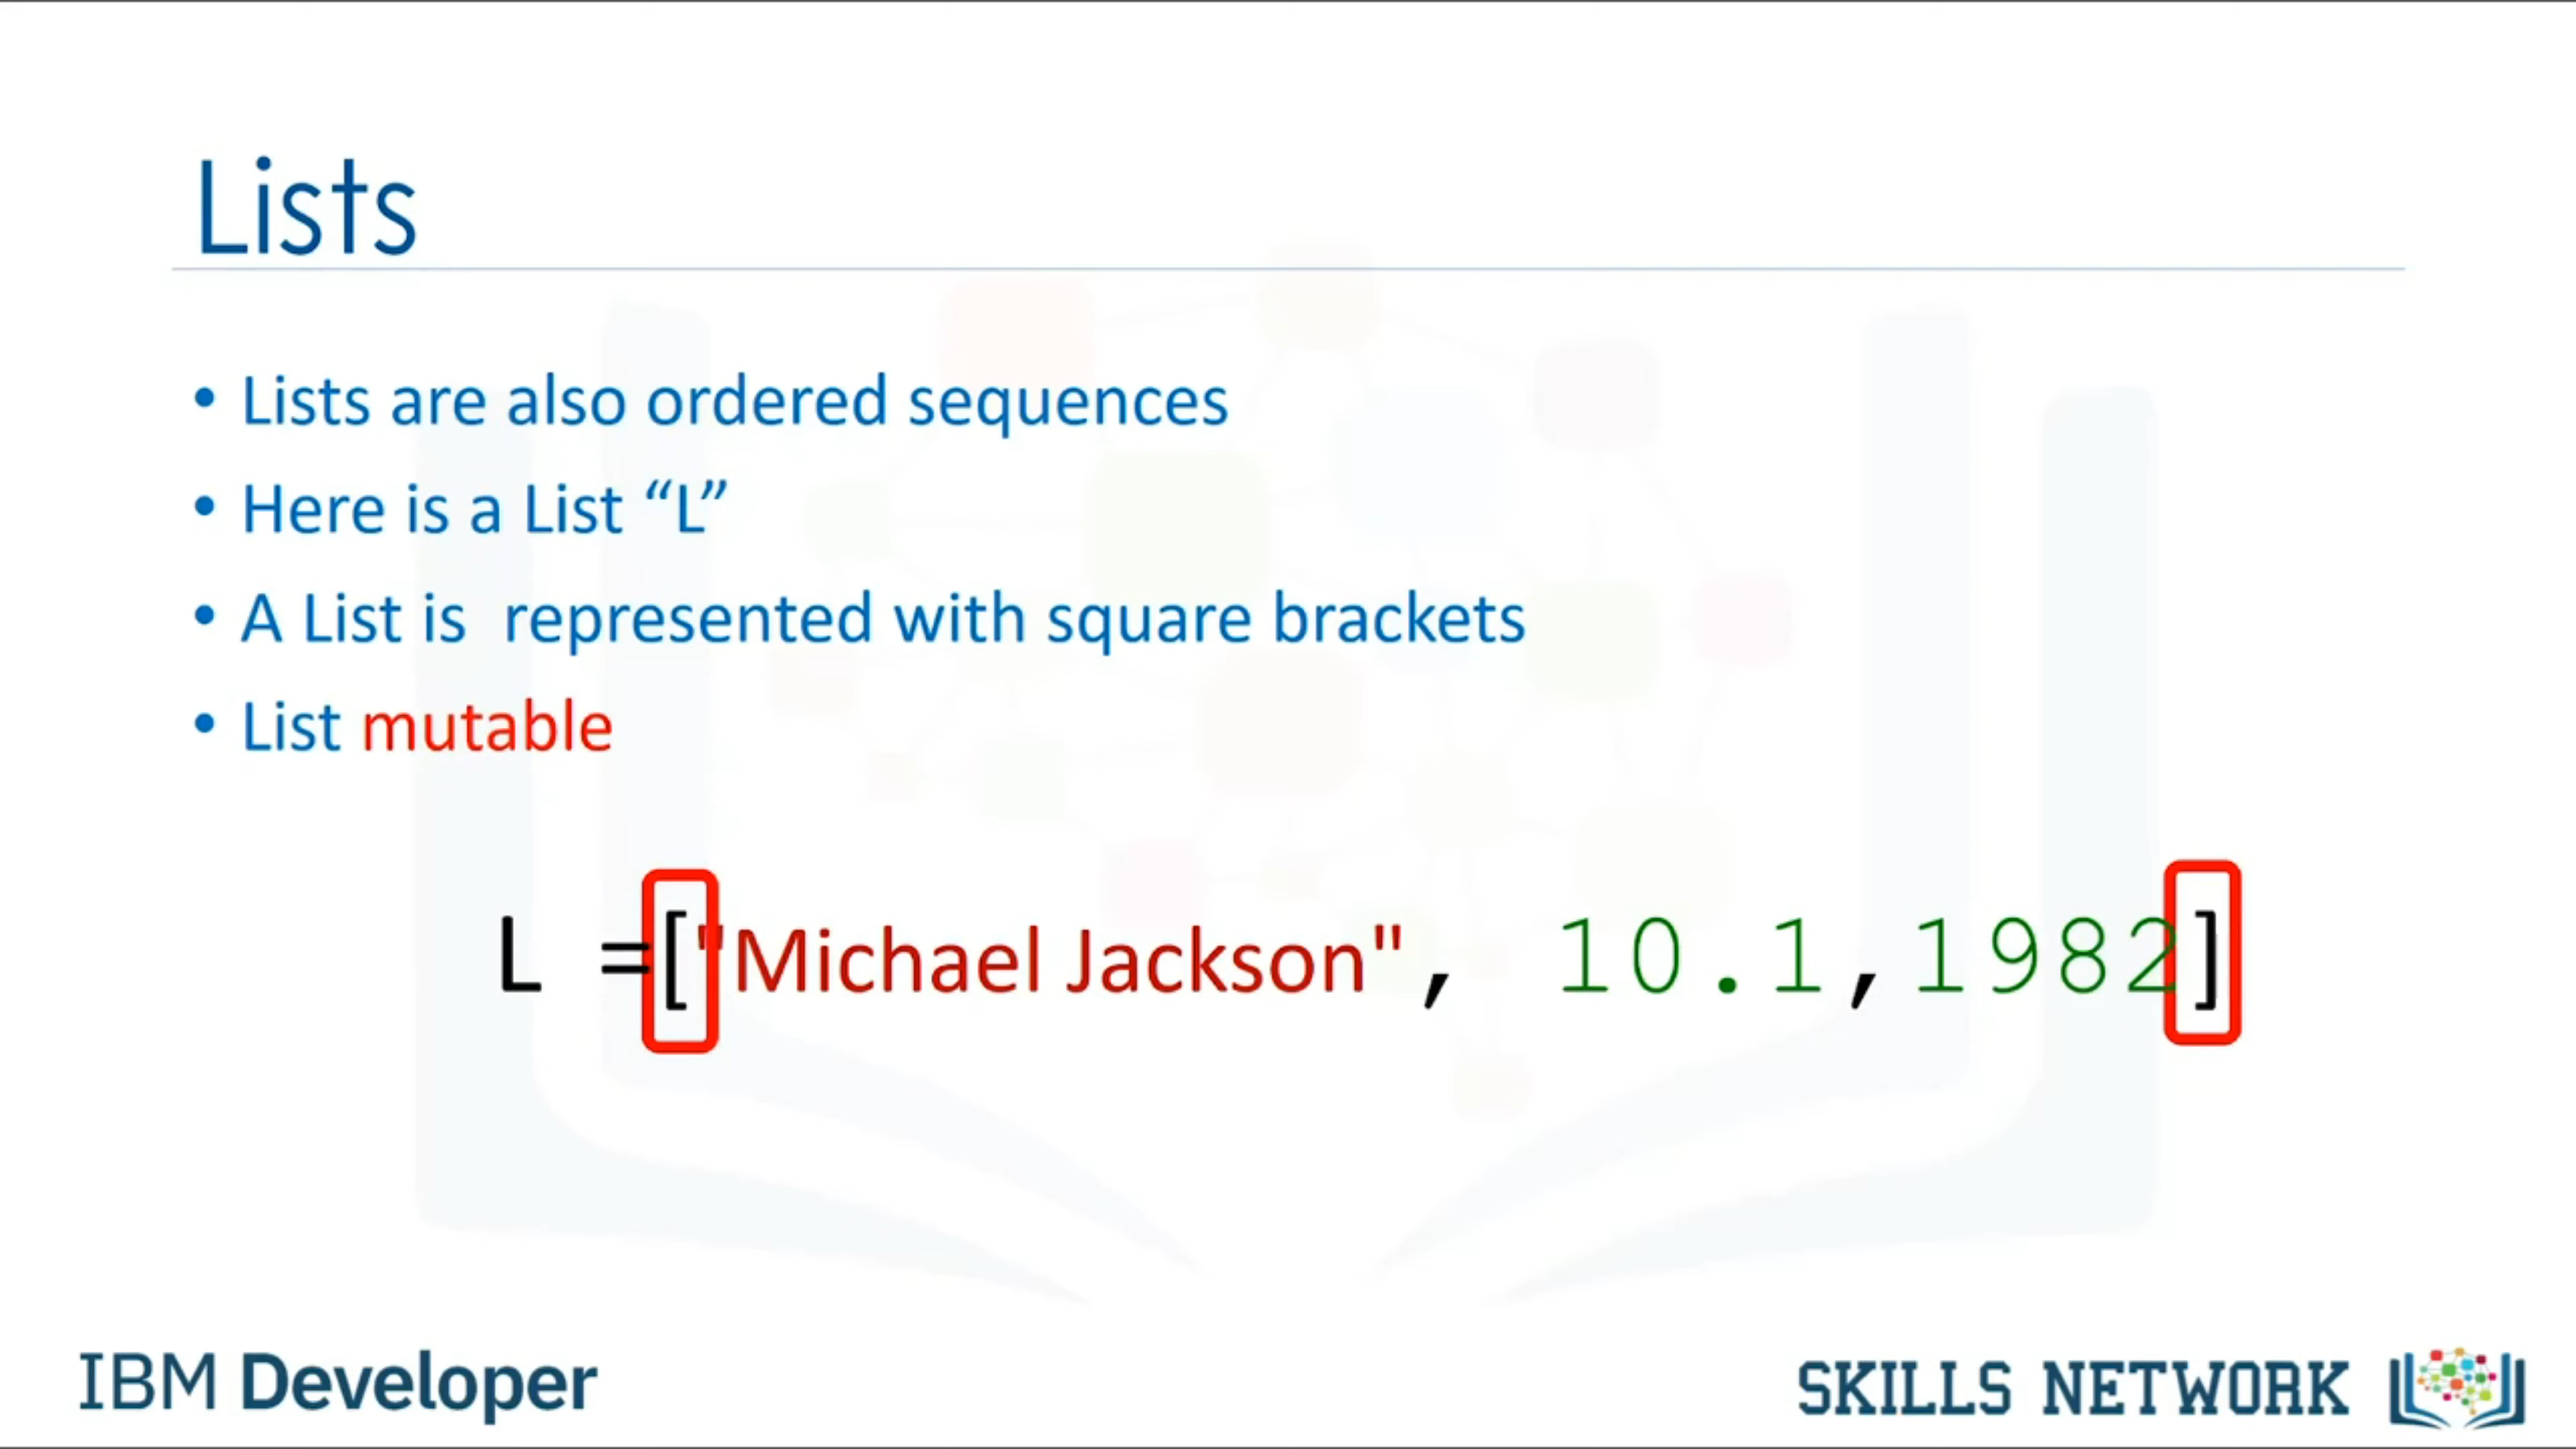 Lists
• Lists are also ordered sequences
• Here is a List “L”
• A List is  represented with square brackets
• List mutable
L =["Michael Jackson", 10.1,1982]
IBM Developer
SKILLS NETWORK